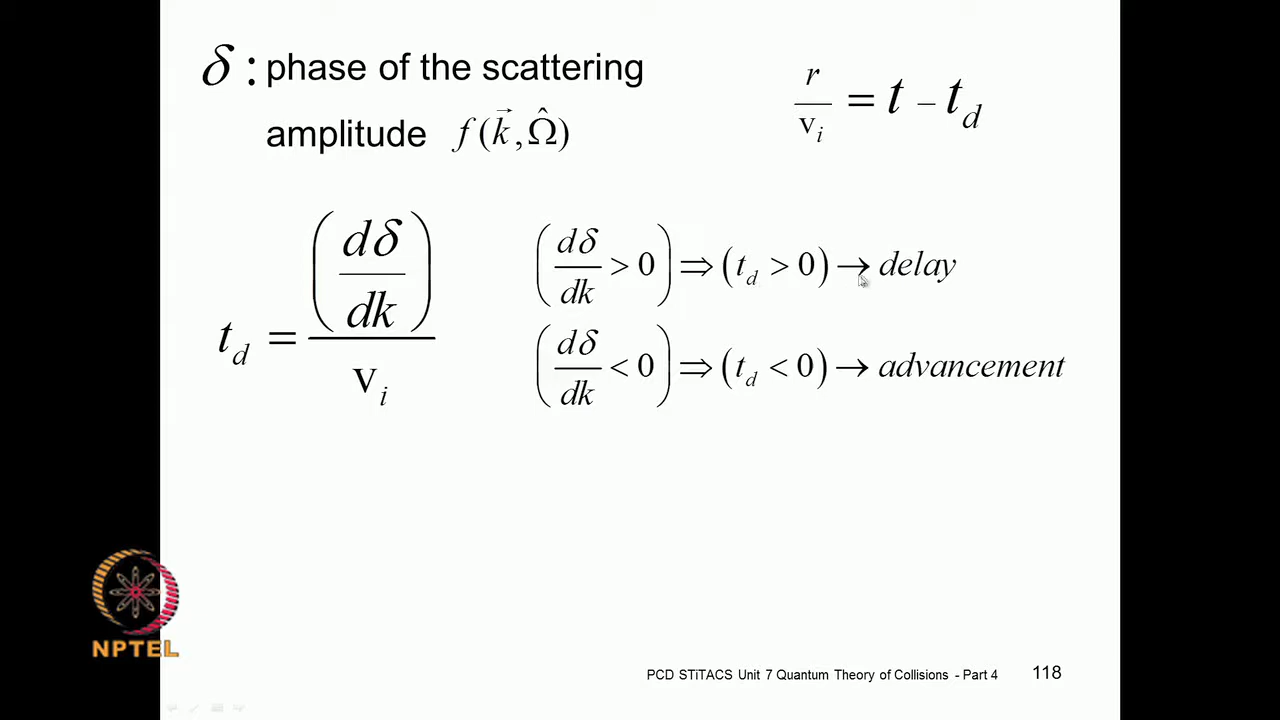 δ : phase of the scattering
amplitude f(k⃗, Ω̂)
r/vᵢ = t − t_d
t_d = (dδ/dk)/vᵢ
(dδ/dk > 0) ⇒ (t_d > 0) → delay
(dδ/dk < 0) ⇒ (t_d < 0) → advancement
NPTEL
PCD STiTACS Unit 7 Quantum Theory of Collisions - Part 4 118